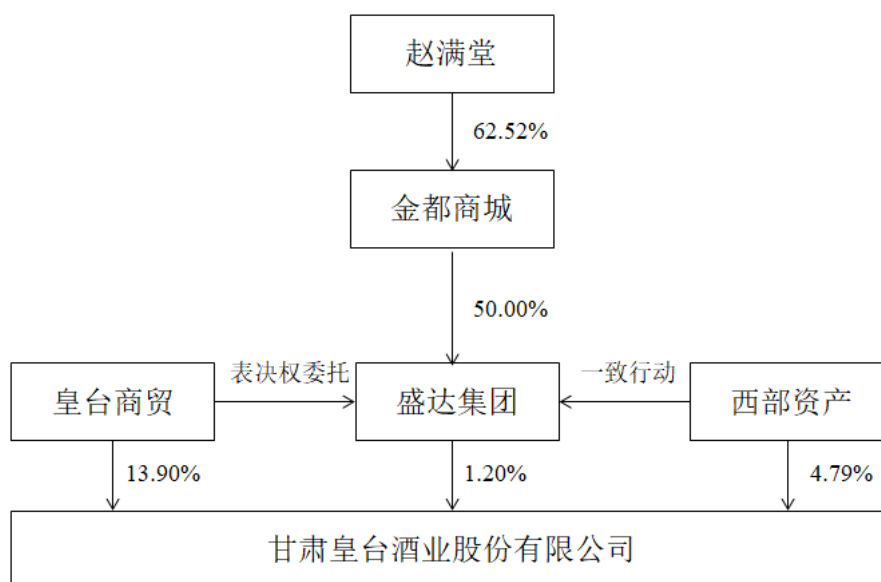 赵满堂
62.52%
金都商城
50.00%
表决权委托
一致行动
皇台商贸
盛达集团
西部资产
13.90%
1.20%
4.79%
甘肃皇台酒业股份有限公司